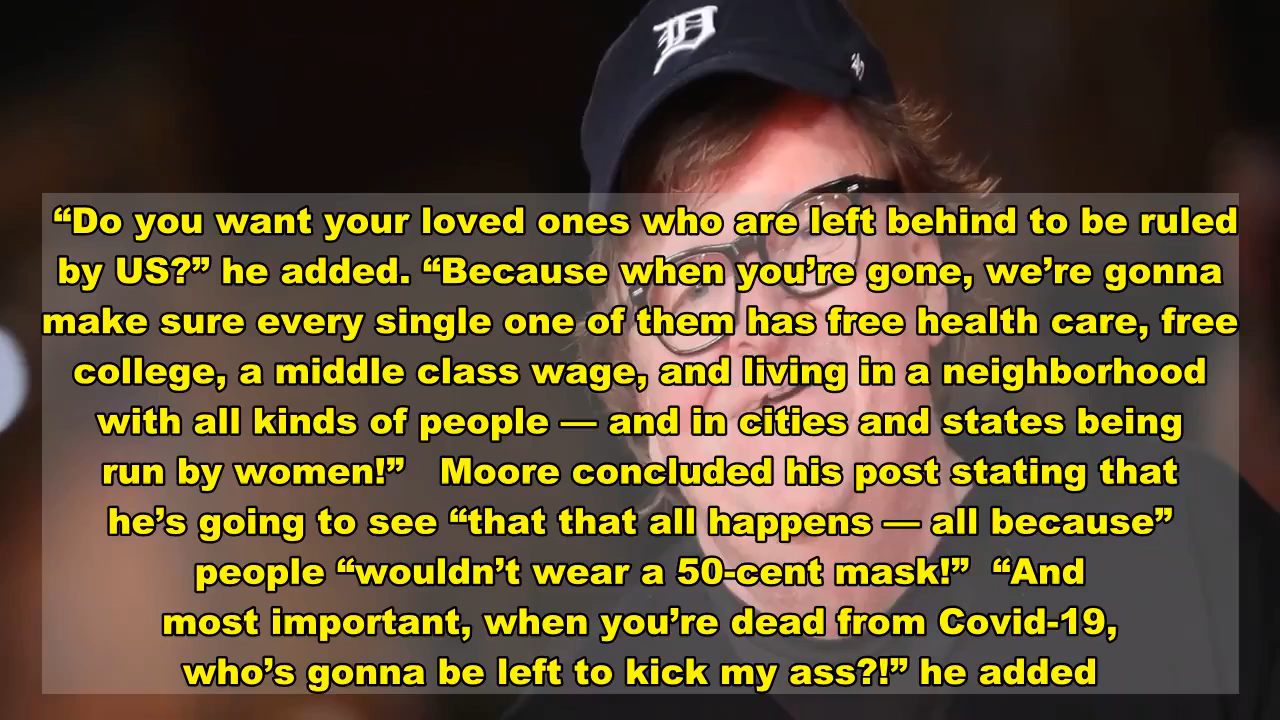 “Do you want your loved ones who are left behind to be ruled
by US?” he added. “Because when you’re gone, we’re gonna
make sure every single one of them has free health care, free
college, a middle class wage, and living in a neighborhood
with all kinds of people — and in cities and states being
run by women!”   Moore concluded his post stating that
he’s going to see “that that all happens — all because”
people “wouldn’t wear a 50-cent mask!”  “And
most important, when you’re dead from Covid-19,
who’s gonna be left to kick my ass?!” he added